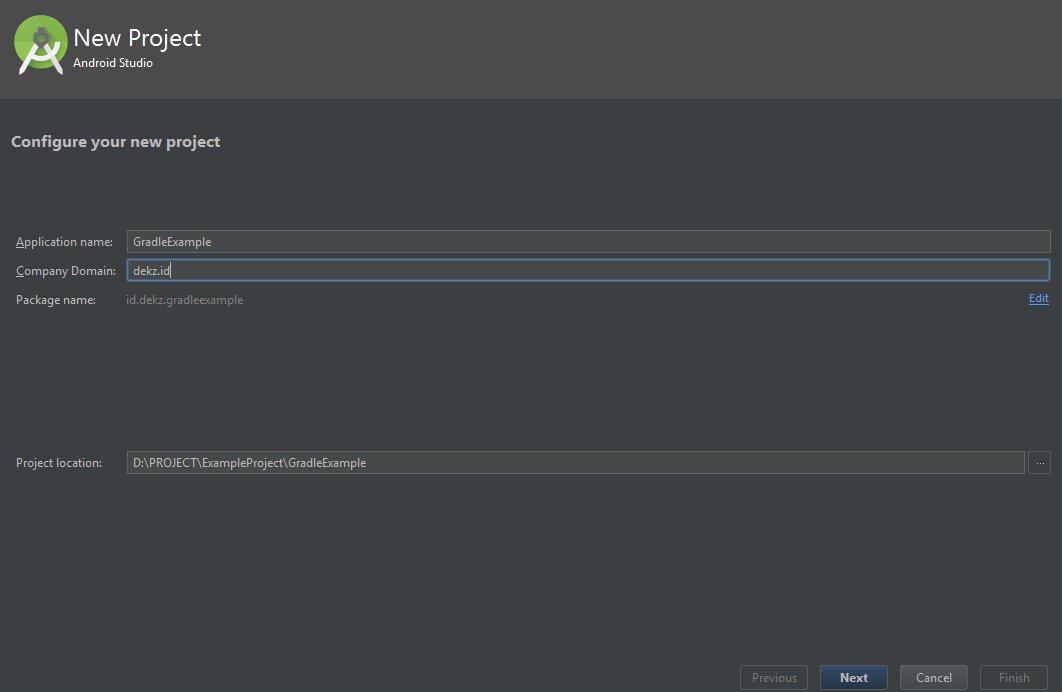 New Project
Android Studio
Configure your new project
Application name: GradleExample
Company Domain: dekz.id
Package name: id.dekz.gradleexample Edit
Project location: D:\PROJECT\ExampleProject\GradleExample ...
Previous Next Cancel Finish